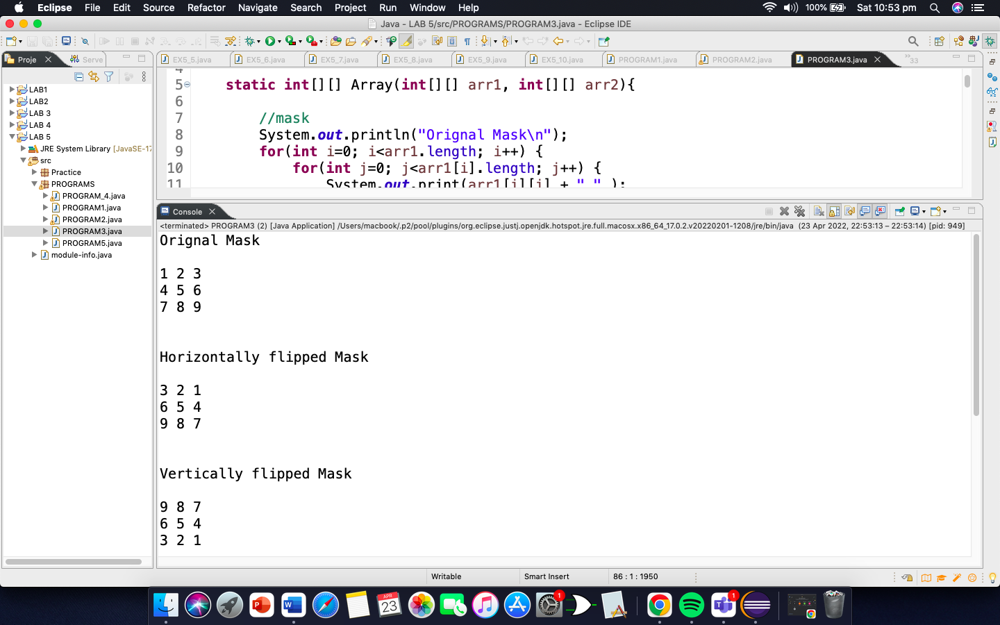 Eclipse File Edit Source Refactor Navigate Search Project Run Window Help 100% Sat 10:53 pm
Java - LAB 5/src/PROGRAMS/PROGRAM3.java - Eclipse IDE
Proje Serve
EX5_5.java EX5_6.java EX5_7.java EX5_8.java EX5_9.java EX5_10.java PROGRAM1.java PROGRAM2.java PROGRAM3.java 33
LAB1
LAB2
LAB 3
LAB 4
LAB 5
JRE System Library [JavaSE-17
src
Practice
PROGRAMS
PROGRAM_4.java
PROGRAM1.java
PROGRAM2.java
PROGRAM3.java
PROGRAM5.java
module-info.java
4
5 static int[][] Array(int[][] arr1, int[][] arr2){
6
7 //mask
8 System.out.println("Orignal Mask\n");
9 for(int i=0; i<arr1.length; i++) {
10 for(int j=0; j<arr1[i].length; j++) {
11 System.out.print(arr1[i][j] + " " );
Console
<terminated> PROGRAM3 (2) [Java Application] /Users/macbook/.p2/pool/plugins/org.eclipse.justj.openjdk.hotspot.jre.full.macosx.x86_64_17.0.2.v20220201-1208/jre/bin/java (23 Apr 2022, 22:53:13 – 22:53:14) [pid: 949]
Orignal Mask
1 2 3
4 5 6
7 8 9
Horizontally flipped Mask
3 2 1
6 5 4
9 8 7
Vertically flipped Mask
9 8 7
6 5 4
3 2 1
Writable Smart Insert 86 : 1 : 1950
P W APR 23 1 1